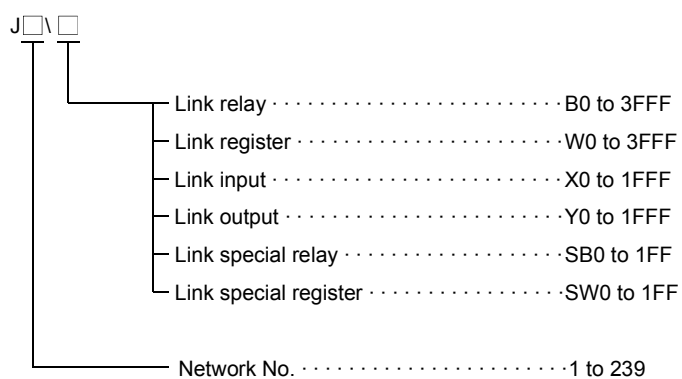 J□\ □
Link relay · · · · · · · · · · · · · · · · · · · · · · · · · B0 to 3FFF
Link register · · · · · · · · · · · · · · · · · · · · · · · W0 to 3FFF
Link input · · · · · · · · · · · · · · · · · · · · · · · · · X0 to 1FFF
Link output · · · · · · · · · · · · · · · · · · · · · · · · Y0 to 1FFF
Link special relay · · · · · · · · · · · · · · · · · · · SB0 to 1FF
Link special register · · · · · · · · · · · · · · · · · SW0 to 1FF
Network No. · · · · · · · · · · · · · · · · · · · · · · · 1 to 239